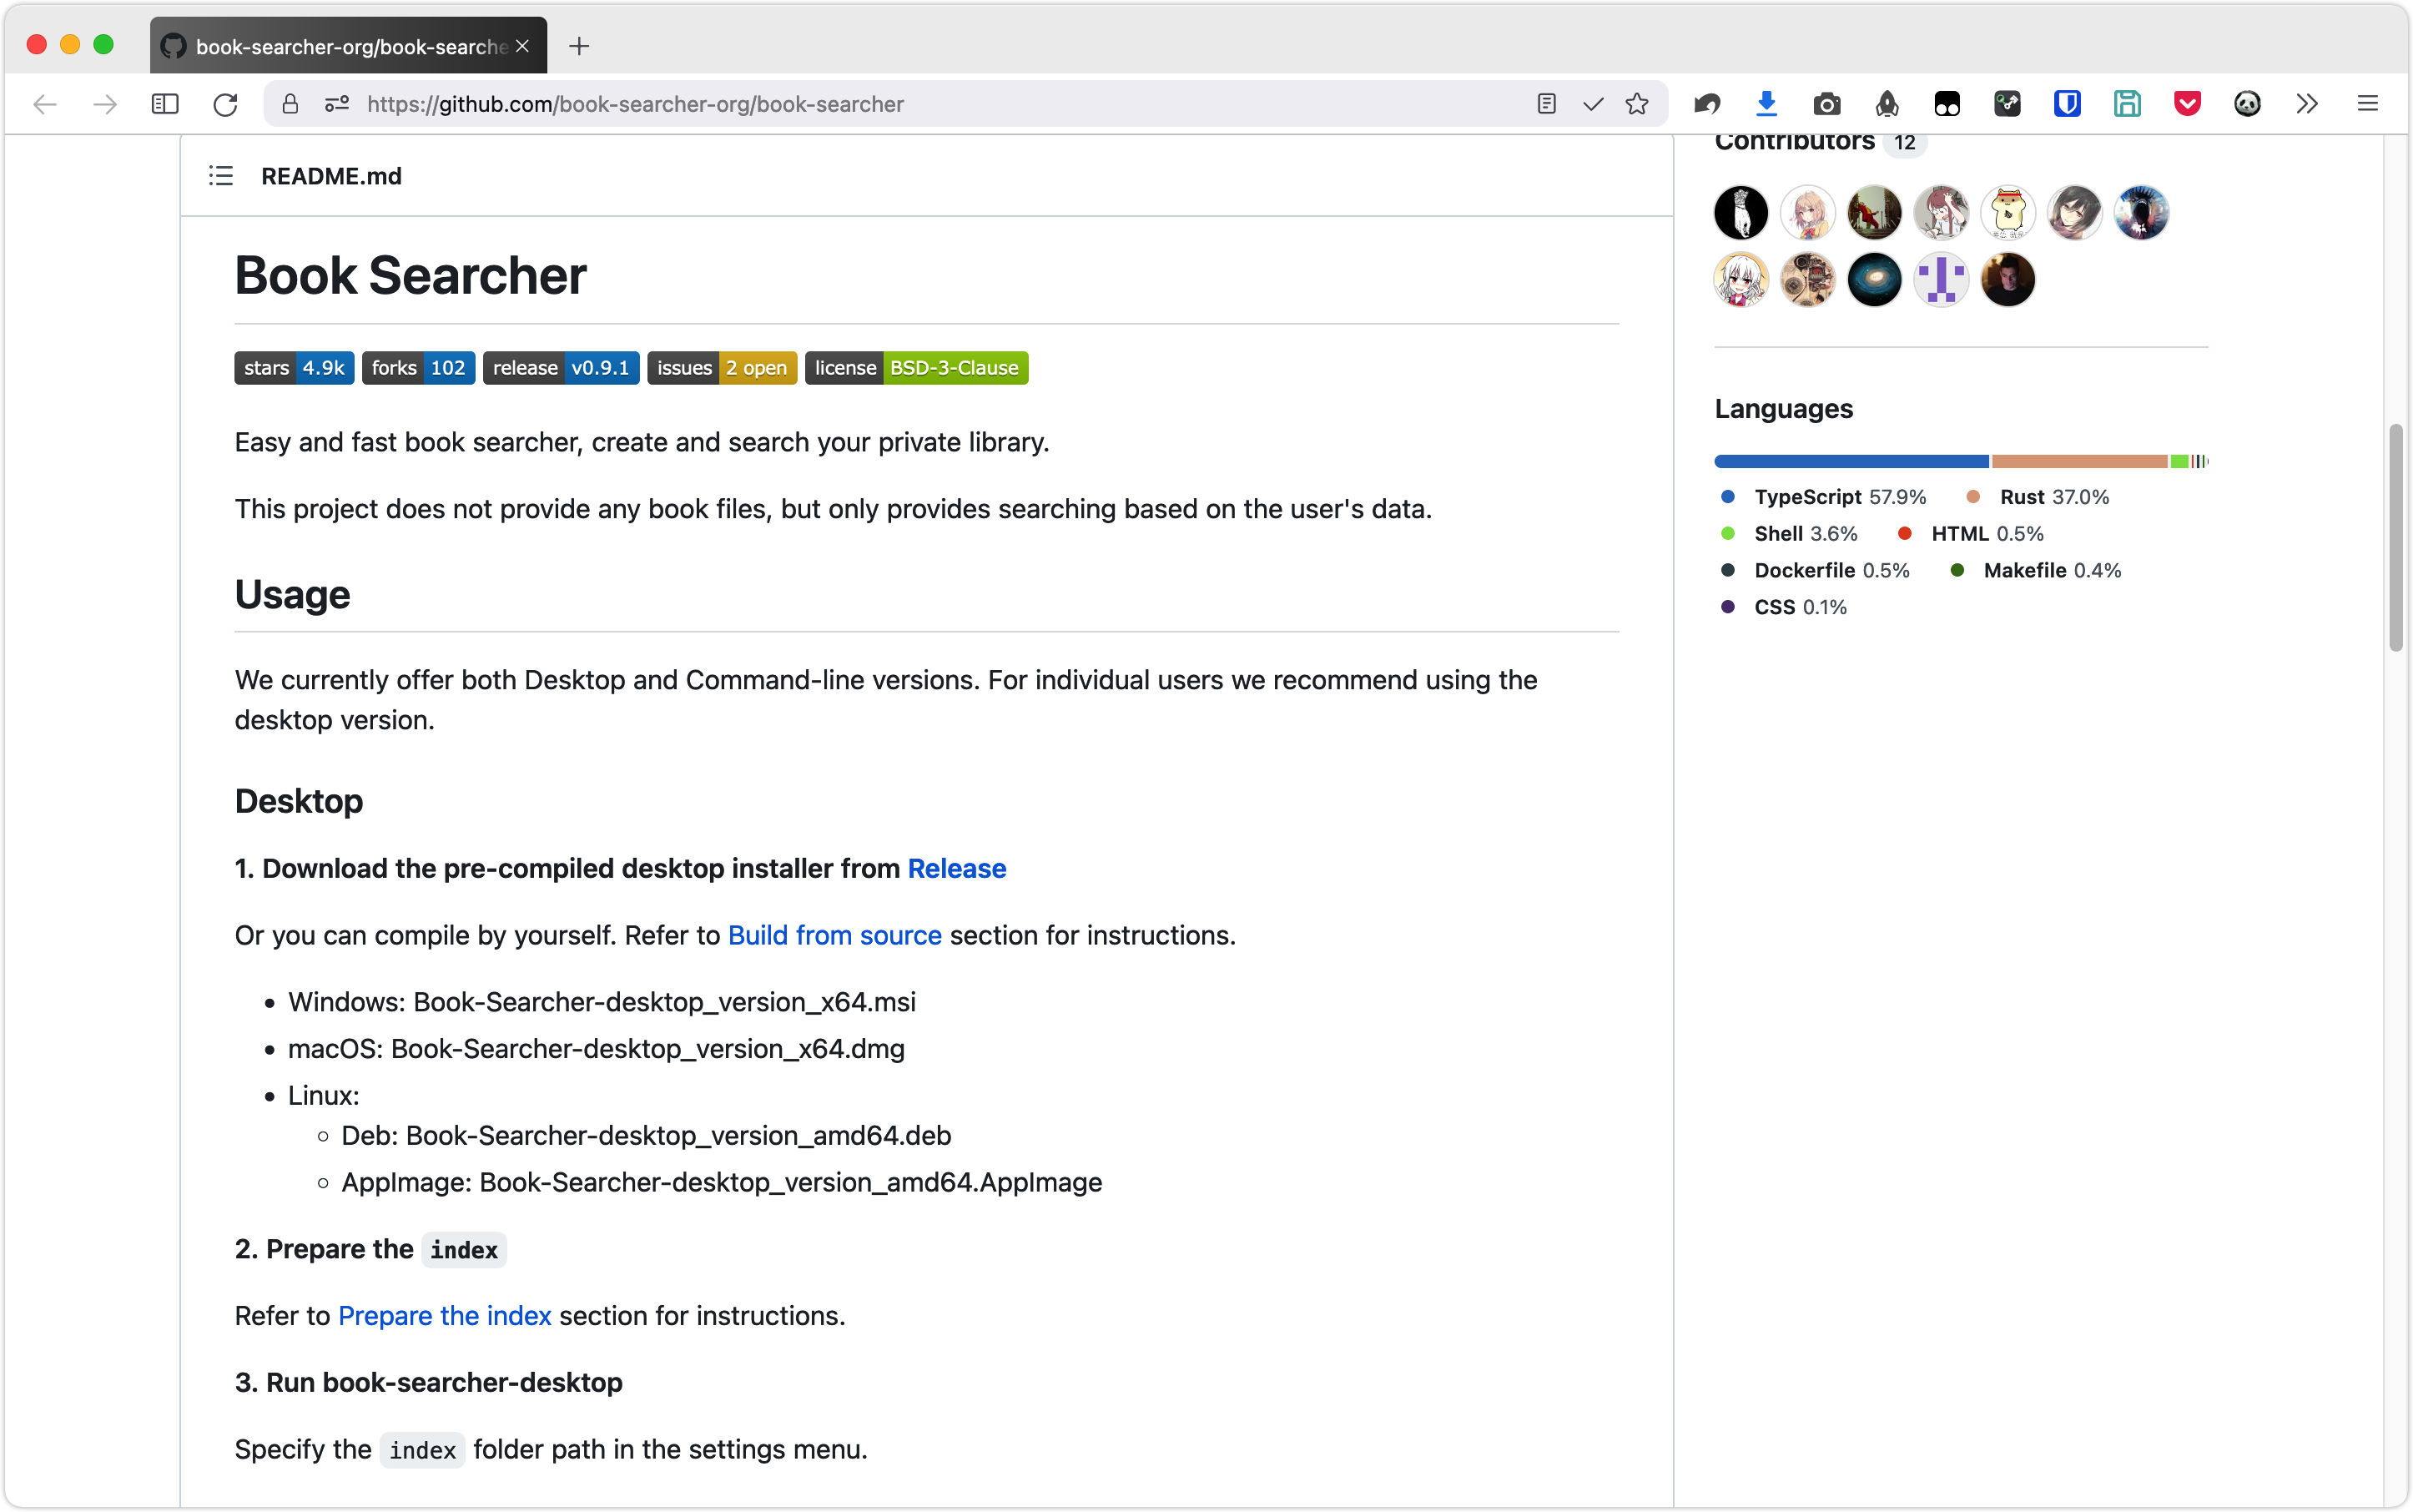 book-searcher-org/book-searche
https://github.com/book-searcher-org/book-searcher
README.md
Book Searcher
stars 4.9k forks 102 release v0.9.1 issues 2 open license BSD-3-Clause
Easy and fast book searcher, create and search your private library.
This project does not provide any book files, but only provides searching based on the user's data.
Usage
We currently offer both Desktop and Command-line versions. For individual users we recommend using the
desktop version.
Desktop
1. Download the pre-compiled desktop installer from Release
Or you can compile by yourself. Refer to Build from source section for instructions.
Windows: Book-Searcher-desktop_version_x64.msi
macOS: Book-Searcher-desktop_version_x64.dmg
Linux:
Deb: Book-Searcher-desktop_version_amd64.deb
AppImage: Book-Searcher-desktop_version_amd64.AppImage
2. Prepare the index
Refer to Prepare the index section for instructions.
3. Run book-searcher-desktop
Specify the index folder path in the settings menu.
Contributors 12
Languages
TypeScript 57.9% Rust 37.0%
Shell 3.6% HTML 0.5%
Dockerfile 0.5% Makefile 0.4%
CSS 0.1%